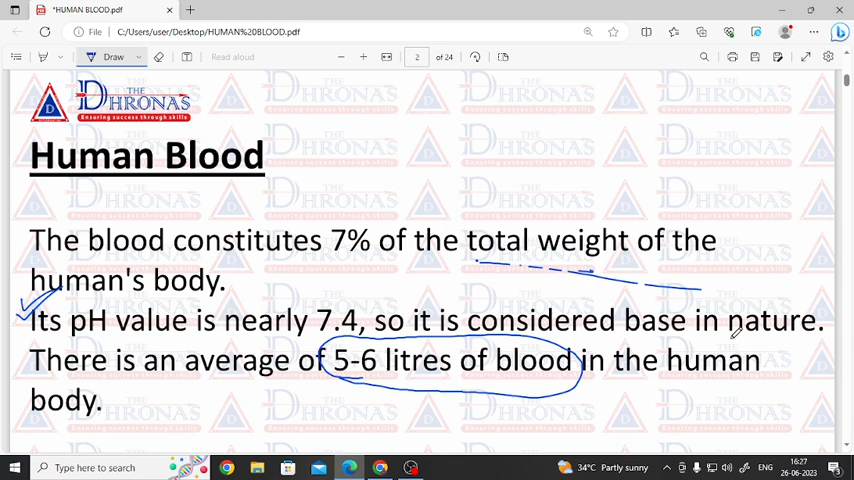 *HUMAN BLOOD.pdf
File | C:/Users/user/Desktop/HUMAN%20BLOOD.pdf
Draw
Read aloud
2 of 24
THE
DHRONAS
Ensuring success through skills
Human Blood
The blood constitutes 7% of the total weight of the
human's body.
Its pH value is nearly 7.4, so it is considered base in nature.
There is an average of 5-6 litres of blood in the human
body.
Type here to search
34°C Partly sunny
ENG
16:27
26-06-2023
3